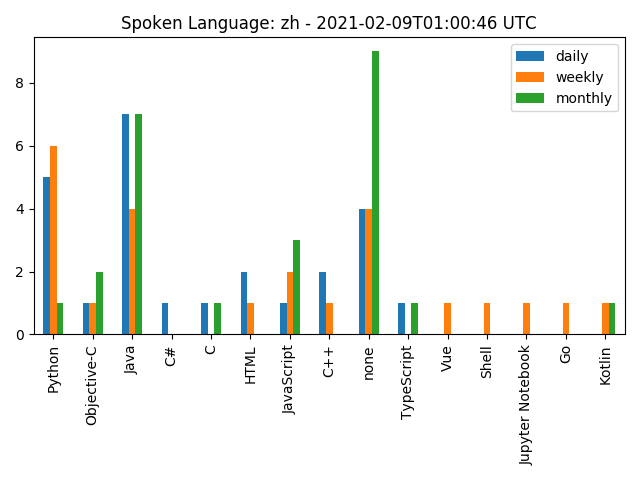 Spoken Language: zh - 2021-02-09T01:00:46 UTC
daily
weekly
monthly
8
6
4
2
0
Python
Objective-C
Java
C#
C
HTML
JavaScript
C++
none
TypeScript
Vue
Shell
Jupyter Notebook
Go
Kotlin